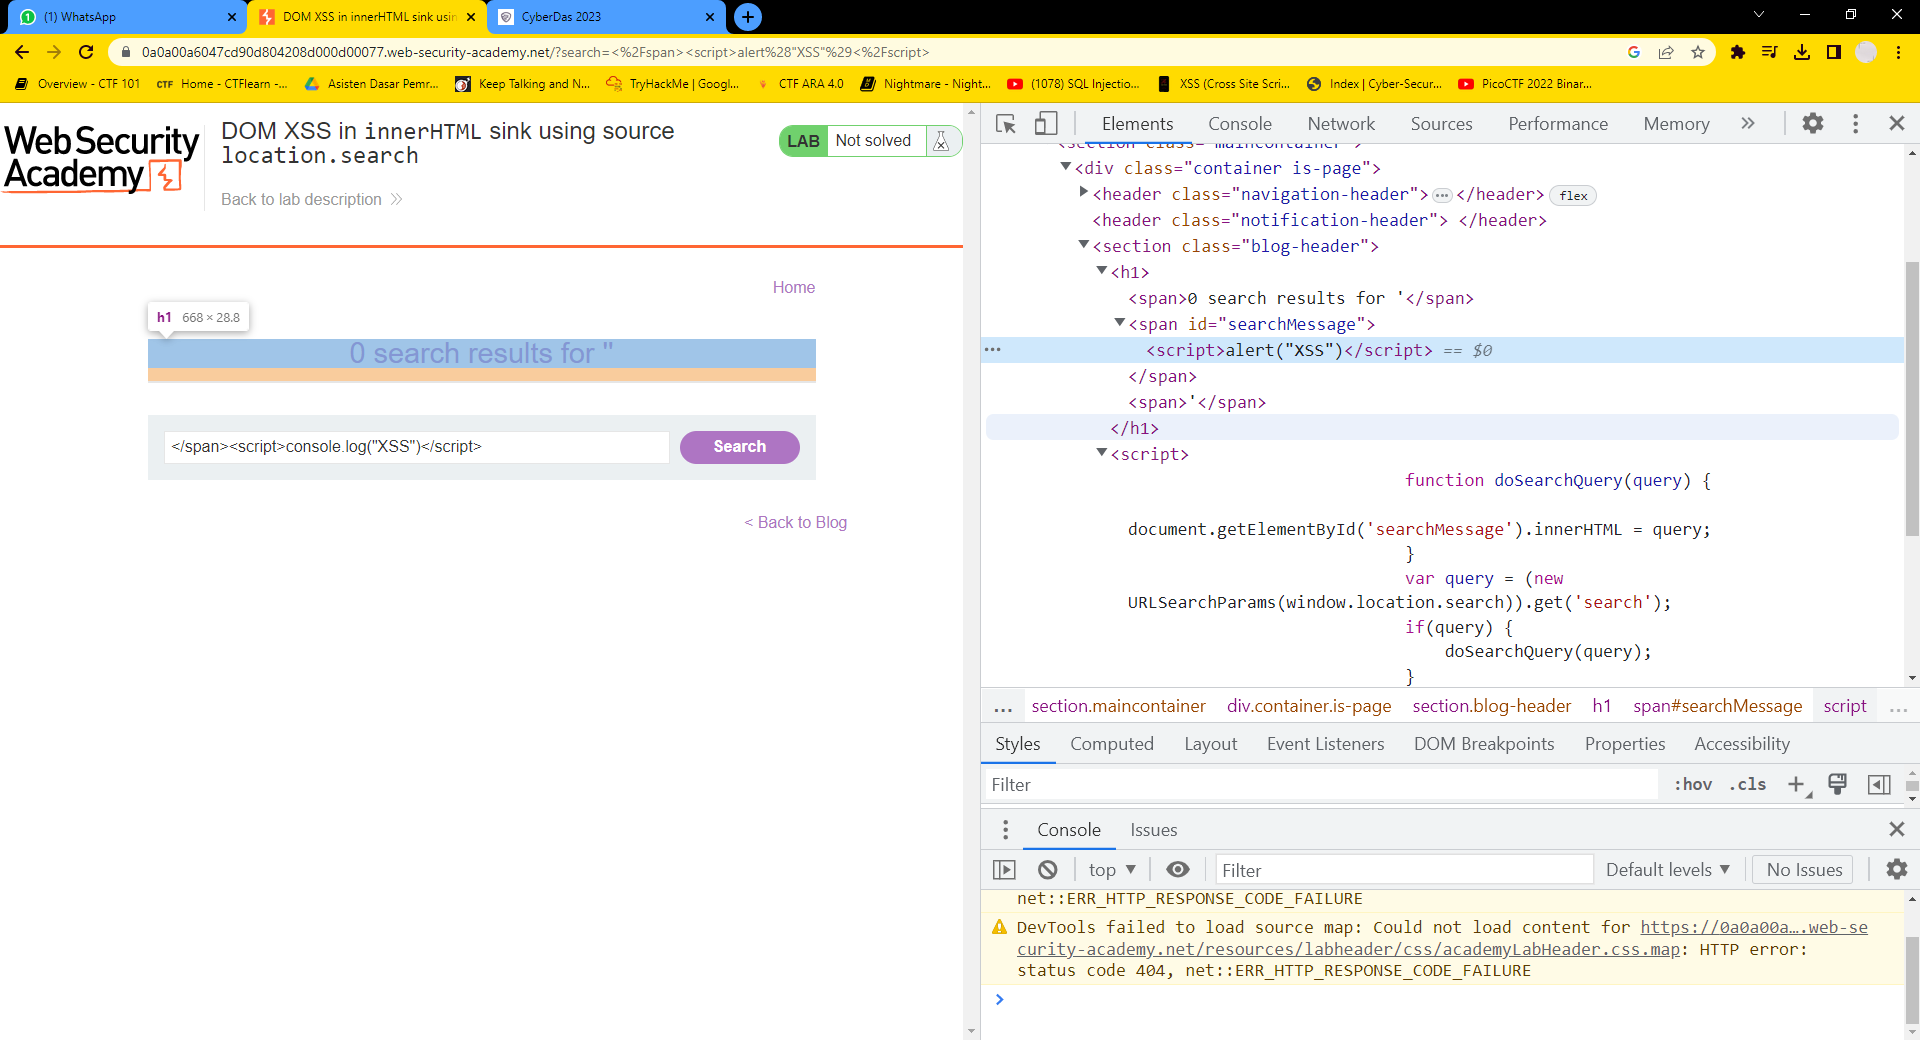 (1) WhatsApp
DOM XSS in innerHTML sink usin
CyberDas 2023
0a0a00a6047cd90d804208d000d00077.web-security-academy.net/?search=<%2Fspan><script>alert%28"XSS"%29<%2Fscript>
Overview - CTF 101
CTF Home - CTFlearn -...
Asisten Dasar Pemr...
Keep Talking and N...
TryHackMe | Googl...
CTF ARA 4.0
Nightmare - Night...
(1078) SQL Injectio...
XSS (Cross Site Scri...
Index | Cyber-Secur...
PicoCTF 2022 Binar...
Web Security
Academy
DOM XSS in innerHTML sink using source
location.search
Back to lab description
LAB Not solved
Home
h1 668 × 28.8
0 search results for ''
</span><script>console.log("XSS")</script>
Search
< Back to Blog
Elements Console Network Sources Performance Memory
<section class="maincontainer">
<div class="container is-page">
<header class="navigation-header"> ... </header> flex
<header class="notification-header"> </header>
<section class="blog-header">
<h1>
<span>0 search results for '</span>
<span id="searchMessage">
... <script>alert("XSS")</script> == $0
</span>
<span>'</span>
</h1>
<script>
function doSearchQuery(query) {
document.getElementById('searchMessage').innerHTML = query;
}
var query = (new
URLSearchParams(window.location.search)).get('search');
if(query) {
doSearchQuery(query);
}
... section.maincontainer div.container.is-page section.blog-header h1 span#searchMessage script ...
Styles Computed Layout Event Listeners DOM Breakpoints Properties Accessibility
Filter :hov .cls
Console Issues
top Filter Default levels No Issues
net::ERR_HTTP_RESPONSE_CODE_FAILURE
DevTools failed to load source map: Could not load content for https://0a0a00a….web-se
curity-academy.net/resources/labheader/css/academyLabHeader.css.map: HTTP error:
status code 404, net::ERR_HTTP_RESPONSE_CODE_FAILURE